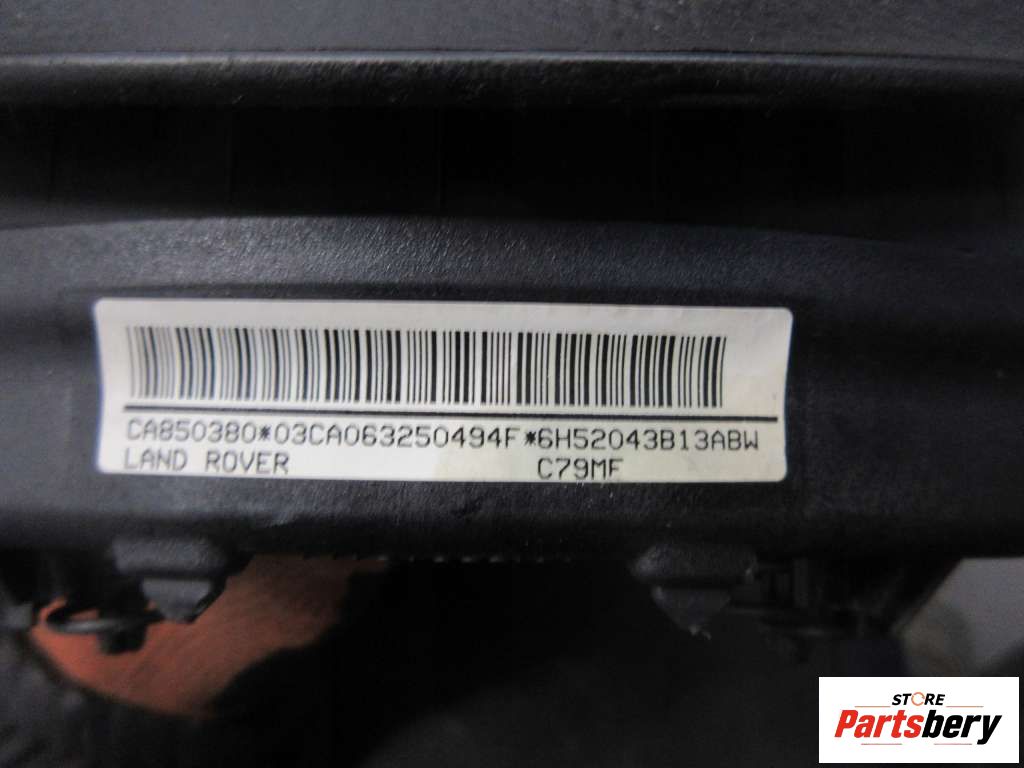 CA850380*03CA063250494F*6H52043B13ABW
LAND ROVER C79MF
STORE
Partsbery